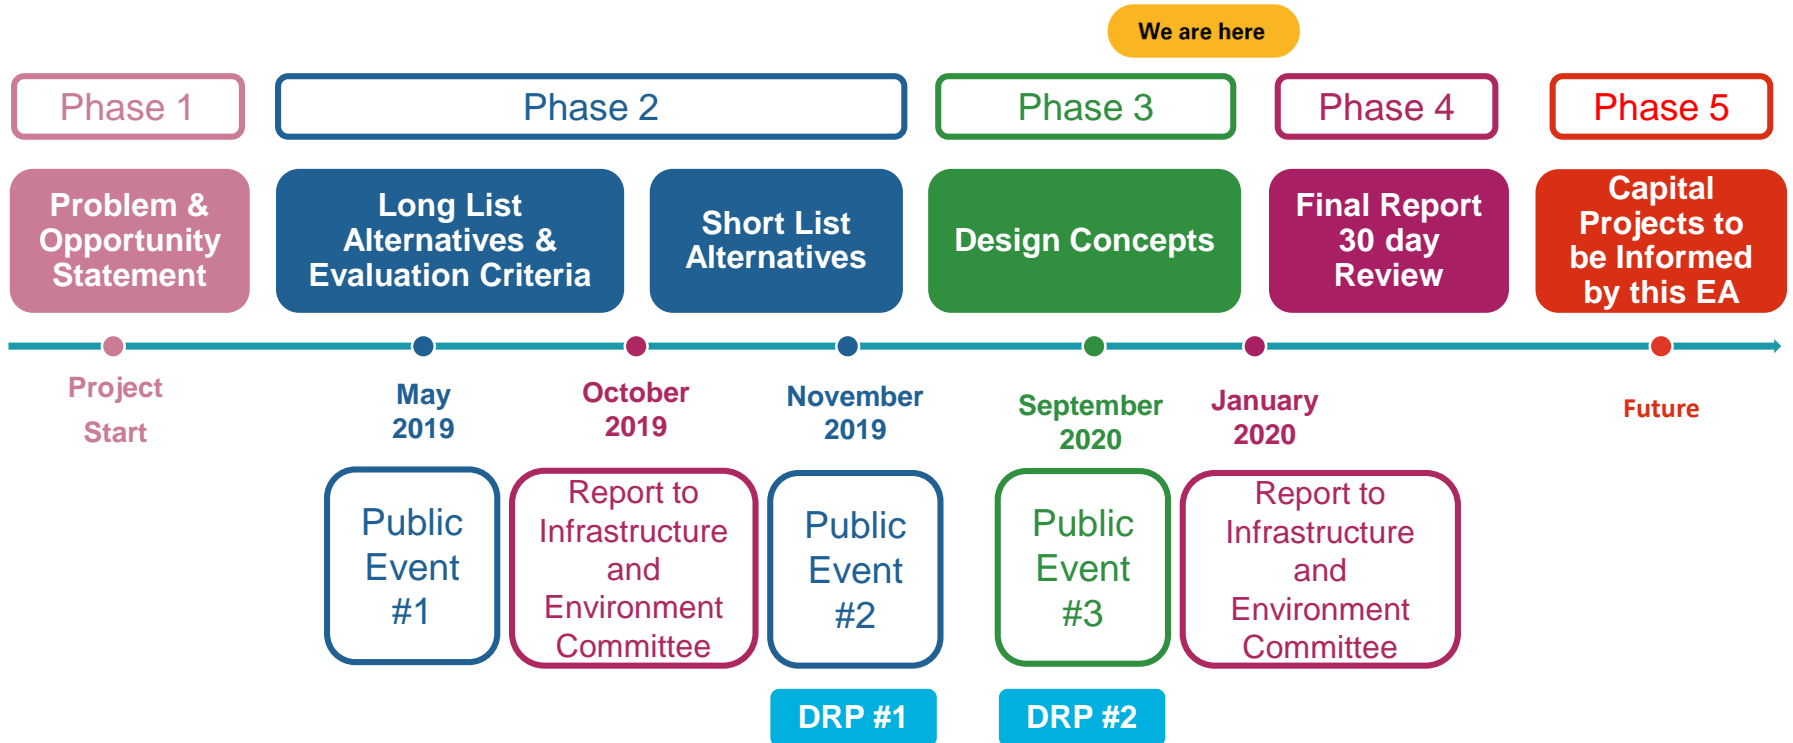 We are here
Phase 1
Phase 2
Phase 3
Phase 4
Phase 5
Problem &
Opportunity
Statement
Long List
Alternatives &
Evaluation Criteria
Short List
Alternatives
Design Concepts
Final Report
30 day
Review
Capital
Projects to
be Informed
by this EA
Project
Start
May
2019
October
2019
November
2019
September
2020
January
2020
Future
Public
Event
#1
Report to
Infrastructure
and
Environment
Committee
Public
Event
#2
Public
Event
#3
Report to
Infrastructure
and
Environment
Committee
DRP #1
DRP #2